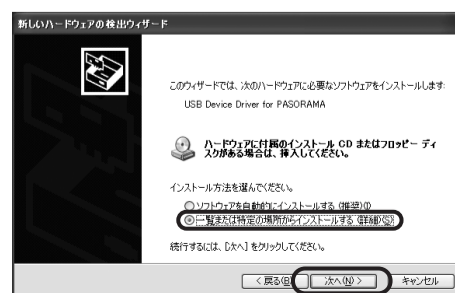 新しいハードウェアの検出ウィザード
このウィザードでは、次のハードウェアに必要なソフトウェアをインストールします:
USB Device Driver for PASORAMA
ハードウェアに付属のインストール CD またはフロッピー ディ
スクがある場合は、挿入してください。
インストール方法を選んでください。
ソフトウェアを自動的にインストールする (推奨)(I)
一覧または特定の場所からインストールする (詳細)(S)
続行するには、[次へ] をクリックしてください。
< 戻る(B)
次へ(N) >
キャンセル